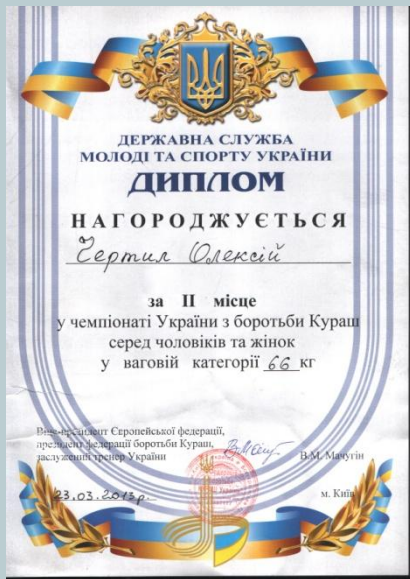 ДЕРЖАВНА СЛУЖБА
МОЛОДІ ТА СПОРТУ УКРАЇНИ
ДИПЛОМ
НАГОРОДЖУЄТЬСЯ
Чертил Олексій
за II місце
у чемпіонаті України з боротьби Кураш
серед чоловіків та жінок
у ваговій категорії 66 кг
Віце-президент Європейської федерації,
президент федерації боротьби Кураш,
заслужений тренер України В.М. Мачугін
23.03.2013р. м. Київ